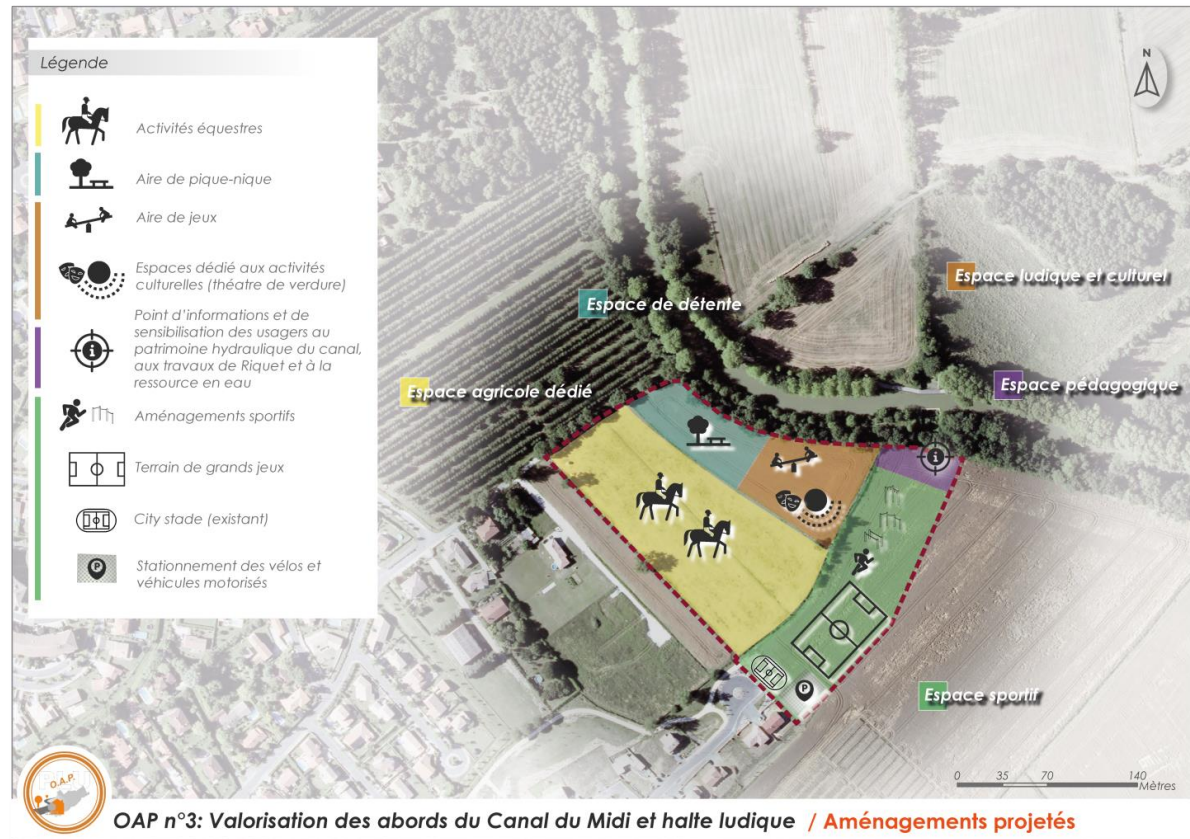 Légende
Activités équestres
Aire de pique-nique
Aire de jeux
Espaces dédié aux activités
culturelles (théatre de verdure)
Point d'informations et de
sensibilisation des usagers au
patrimoine hydraulique du canal,
aux travaux de Riquet et à la
ressource en eau
Aménagements sportifs
Terrain de grands jeux
City stade (existant)
P
Stationnement des vélos et
véhicules motorisés
N
Espace ludique et culturel
Espace de détente
Espace pédagogique
Espace agricole dédié
P
Espace sportif
0 35 70 140
Mètres
O.A.P.
OAP n°3: Valorisation des abords du Canal du Midi et halte ludique / Aménagements projetés